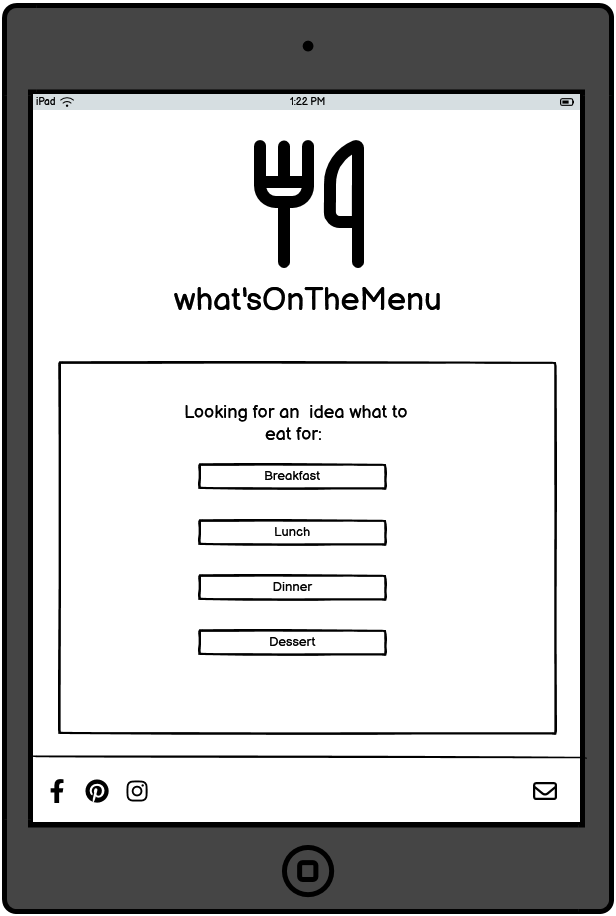 iPad
1:22 PM
what'sOnTheMenu
Looking for an  idea what to
eat for:
Breakfast
Lunch
Dinner
Dessert